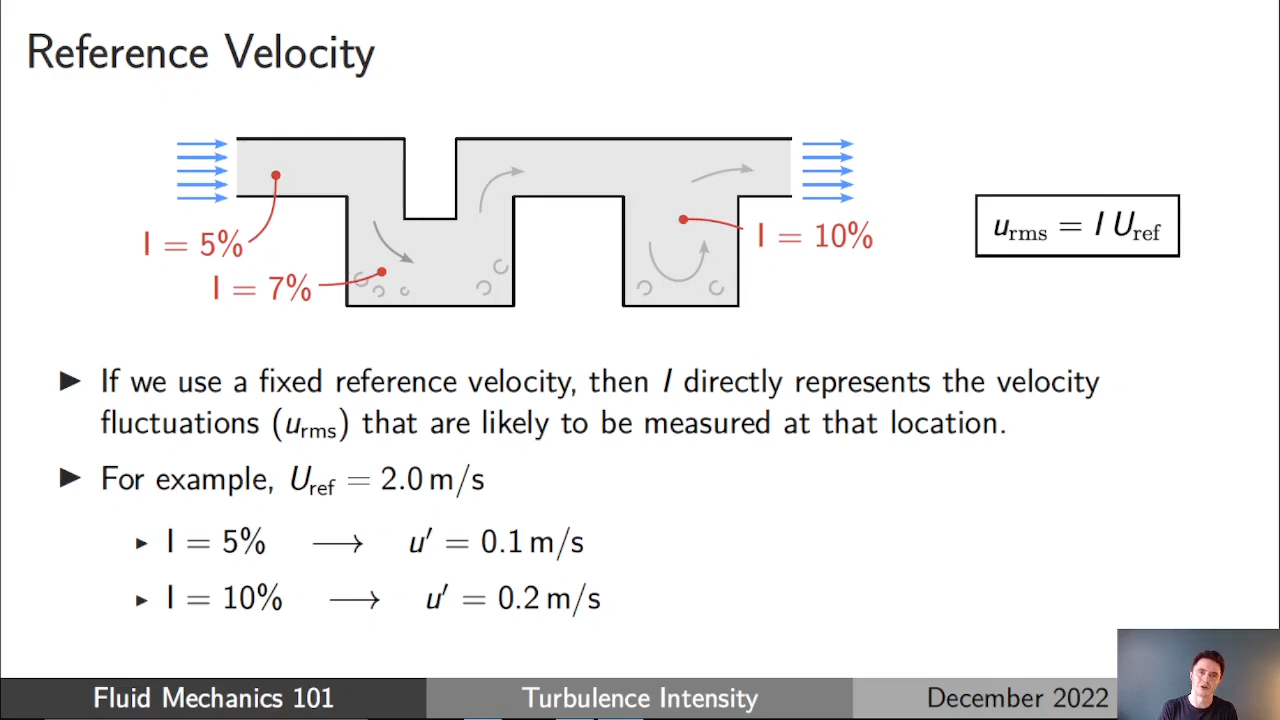 Reference Velocity
I = 5%
I = 7%
I = 10%
u_rms = I U_ref
▶ If we use a fixed reference velocity, then I directly represents the velocity
fluctuations (u_rms) that are likely to be measured at that location.
▶ For example, U_ref = 2.0 m/s
▶ I = 5% ⟶ u′ = 0.1 m/s
▶ I = 10% ⟶ u′ = 0.2 m/s
Fluid Mechanics 101 Turbulence Intensity December 2022